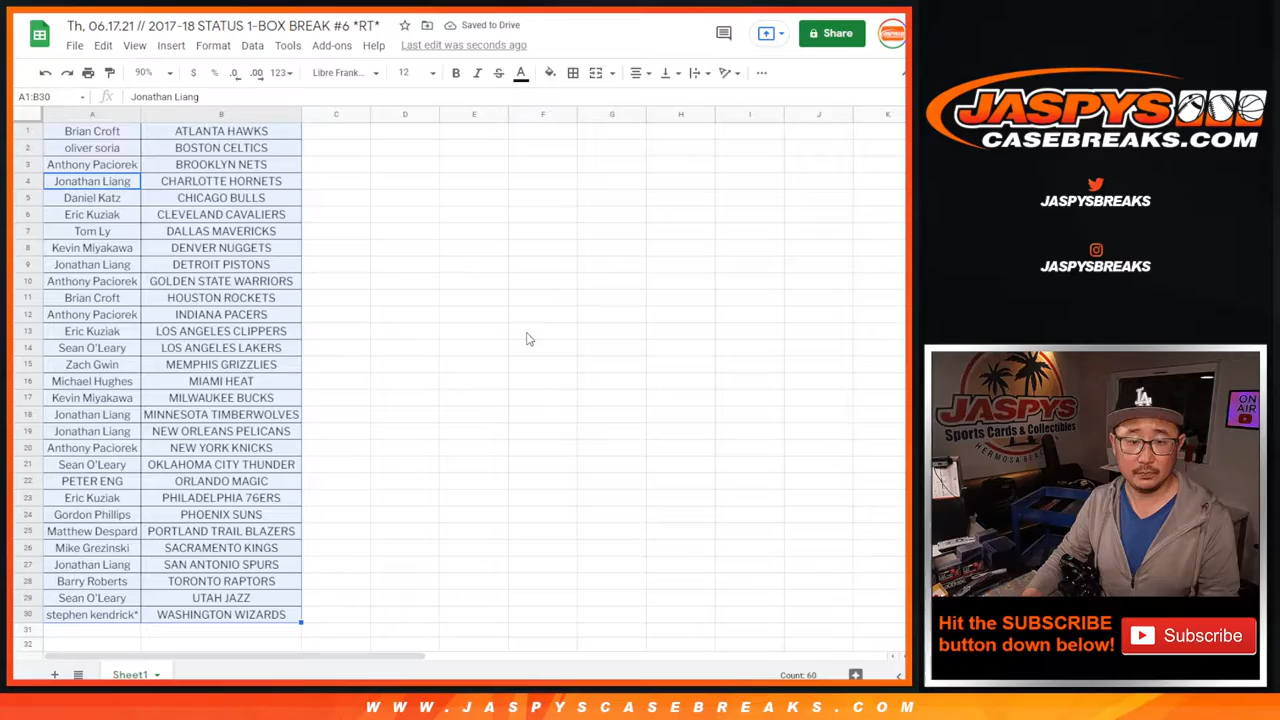 Th, 06.17.21 // 2017-18 STATUS 1-BOX BREAK #6 *RT*
Saved to Drive
File Edit View Insert Format Data Tools Add-ons Help Last edit was seconds ago
Share
90% $ % .0 .00 123 Libre Frank... 12 B I S A
A1:B30 fx Jonathan Liang
A B C D E F G H I J K
1 Brian Croft ATLANTA HAWKS
2 oliver soria BOSTON CELTICS
3 Anthony Paciorek BROOKLYN NETS
4 Jonathan Liang CHARLOTTE HORNETS
5 Daniel Katz CHICAGO BULLS
6 Eric Kuziak CLEVELAND CAVALIERS
7 Tom Ly DALLAS MAVERICKS
8 Kevin Miyakawa DENVER NUGGETS
9 Jonathan Liang DETROIT PISTONS
10 Anthony Paciorek GOLDEN STATE WARRIORS
11 Brian Croft HOUSTON ROCKETS
12 Anthony Paciorek INDIANA PACERS
13 Eric Kuziak LOS ANGELES CLIPPERS
14 Sean O'Leary LOS ANGELES LAKERS
15 Zach Gwin MEMPHIS GRIZZLIES
16 Michael Hughes MIAMI HEAT
17 Kevin Miyakawa MILWAUKEE BUCKS
18 Jonathan Liang MINNESOTA TIMBERWOLVES
19 Jonathan Liang NEW ORLEANS PELICANS
20 Anthony Paciorek NEW YORK KNICKS
21 Sean O'Leary OKLAHOMA CITY THUNDER
22 PETER ENG ORLANDO MAGIC
23 Eric Kuziak PHILADELPHIA 76ERS
24 Gordon Phillips PHOENIX SUNS
25 Matthew Despard PORTLAND TRAIL BLAZERS
26 Mike Grezinski SACRAMENTO KINGS
27 Jonathan Liang SAN ANTONIO SPURS
28 Barry Roberts TORONTO RAPTORS
29 Sean O'Leary UTAH JAZZ
30 stephen kendrick* WASHINGTON WIZARDS
31
32
Sheet1 Count: 60
JASPYS
CASEBREAKS.COM
JASPYSBREAKS
JASPYSBREAKS
JASPYS
Sports Cards & Collectibles
HERMOSA BEACH
LA
ON
AIR
Hit the SUBSCRIBE
button down below!
Subscribe
WWW.JASPYSCASEBREAKS.COM